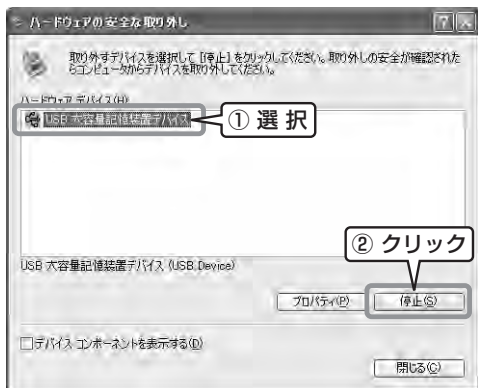 ハードウェアの安全な取り外し
取り外すデバイスを選択して [停止] をクリックしてください。取り外しの安全が確認された
らコンピュータからデバイスを取り外してください。
ハードウェア デバイス(H)
USB 大容量記憶装置デバイス
① 選 択
② クリック
USB 大容量記憶装置デバイス (USB Device)
プロパティ(P)
停止(S)
デバイス コンポーネントを表示する(D)
閉じる(C)